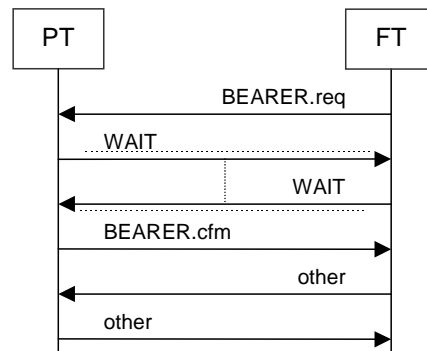 PT
FT
BEARER.req
WAIT
WAIT
BEARER.cfm
other
other